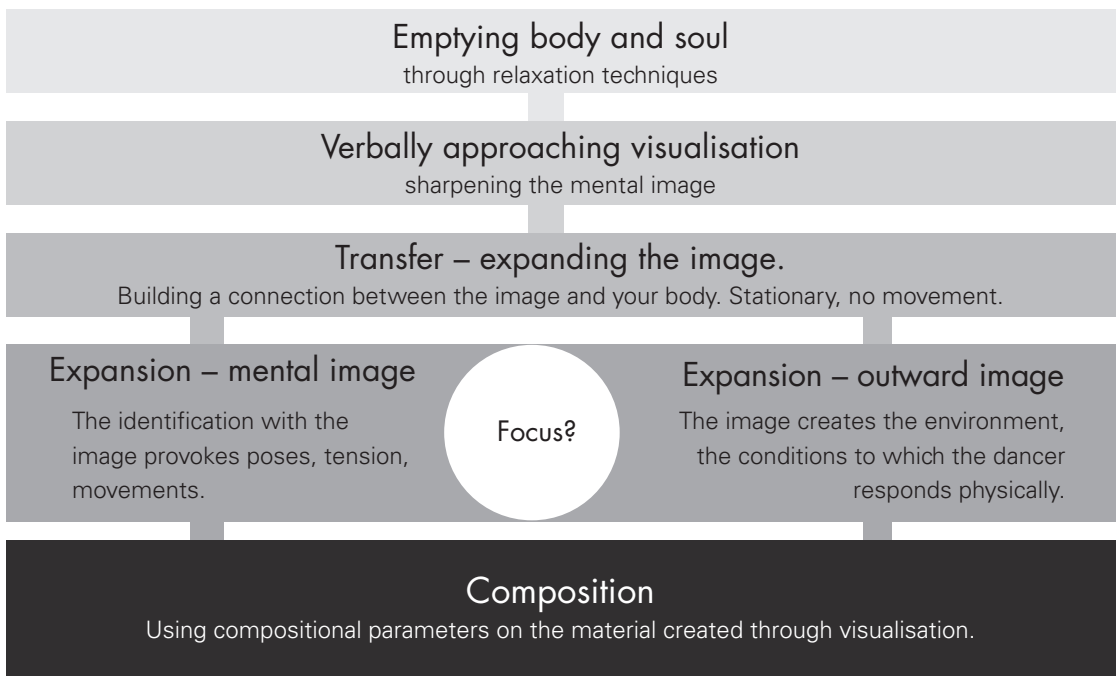 Emptying body and soul
through relaxation techniques
Verbally approaching visualisation
sharpening the mental image
Transfer – expanding the image.
Building a connection between the image and your body. Stationary, no movement.
Expansion – mental image
The identification with the
image provokes poses, tension,
movements.
Focus?
Expansion – outward image
The image creates the environment,
the conditions to which the dancer
responds physically.
Composition
Using compositional parameters on the material created through visualisation.